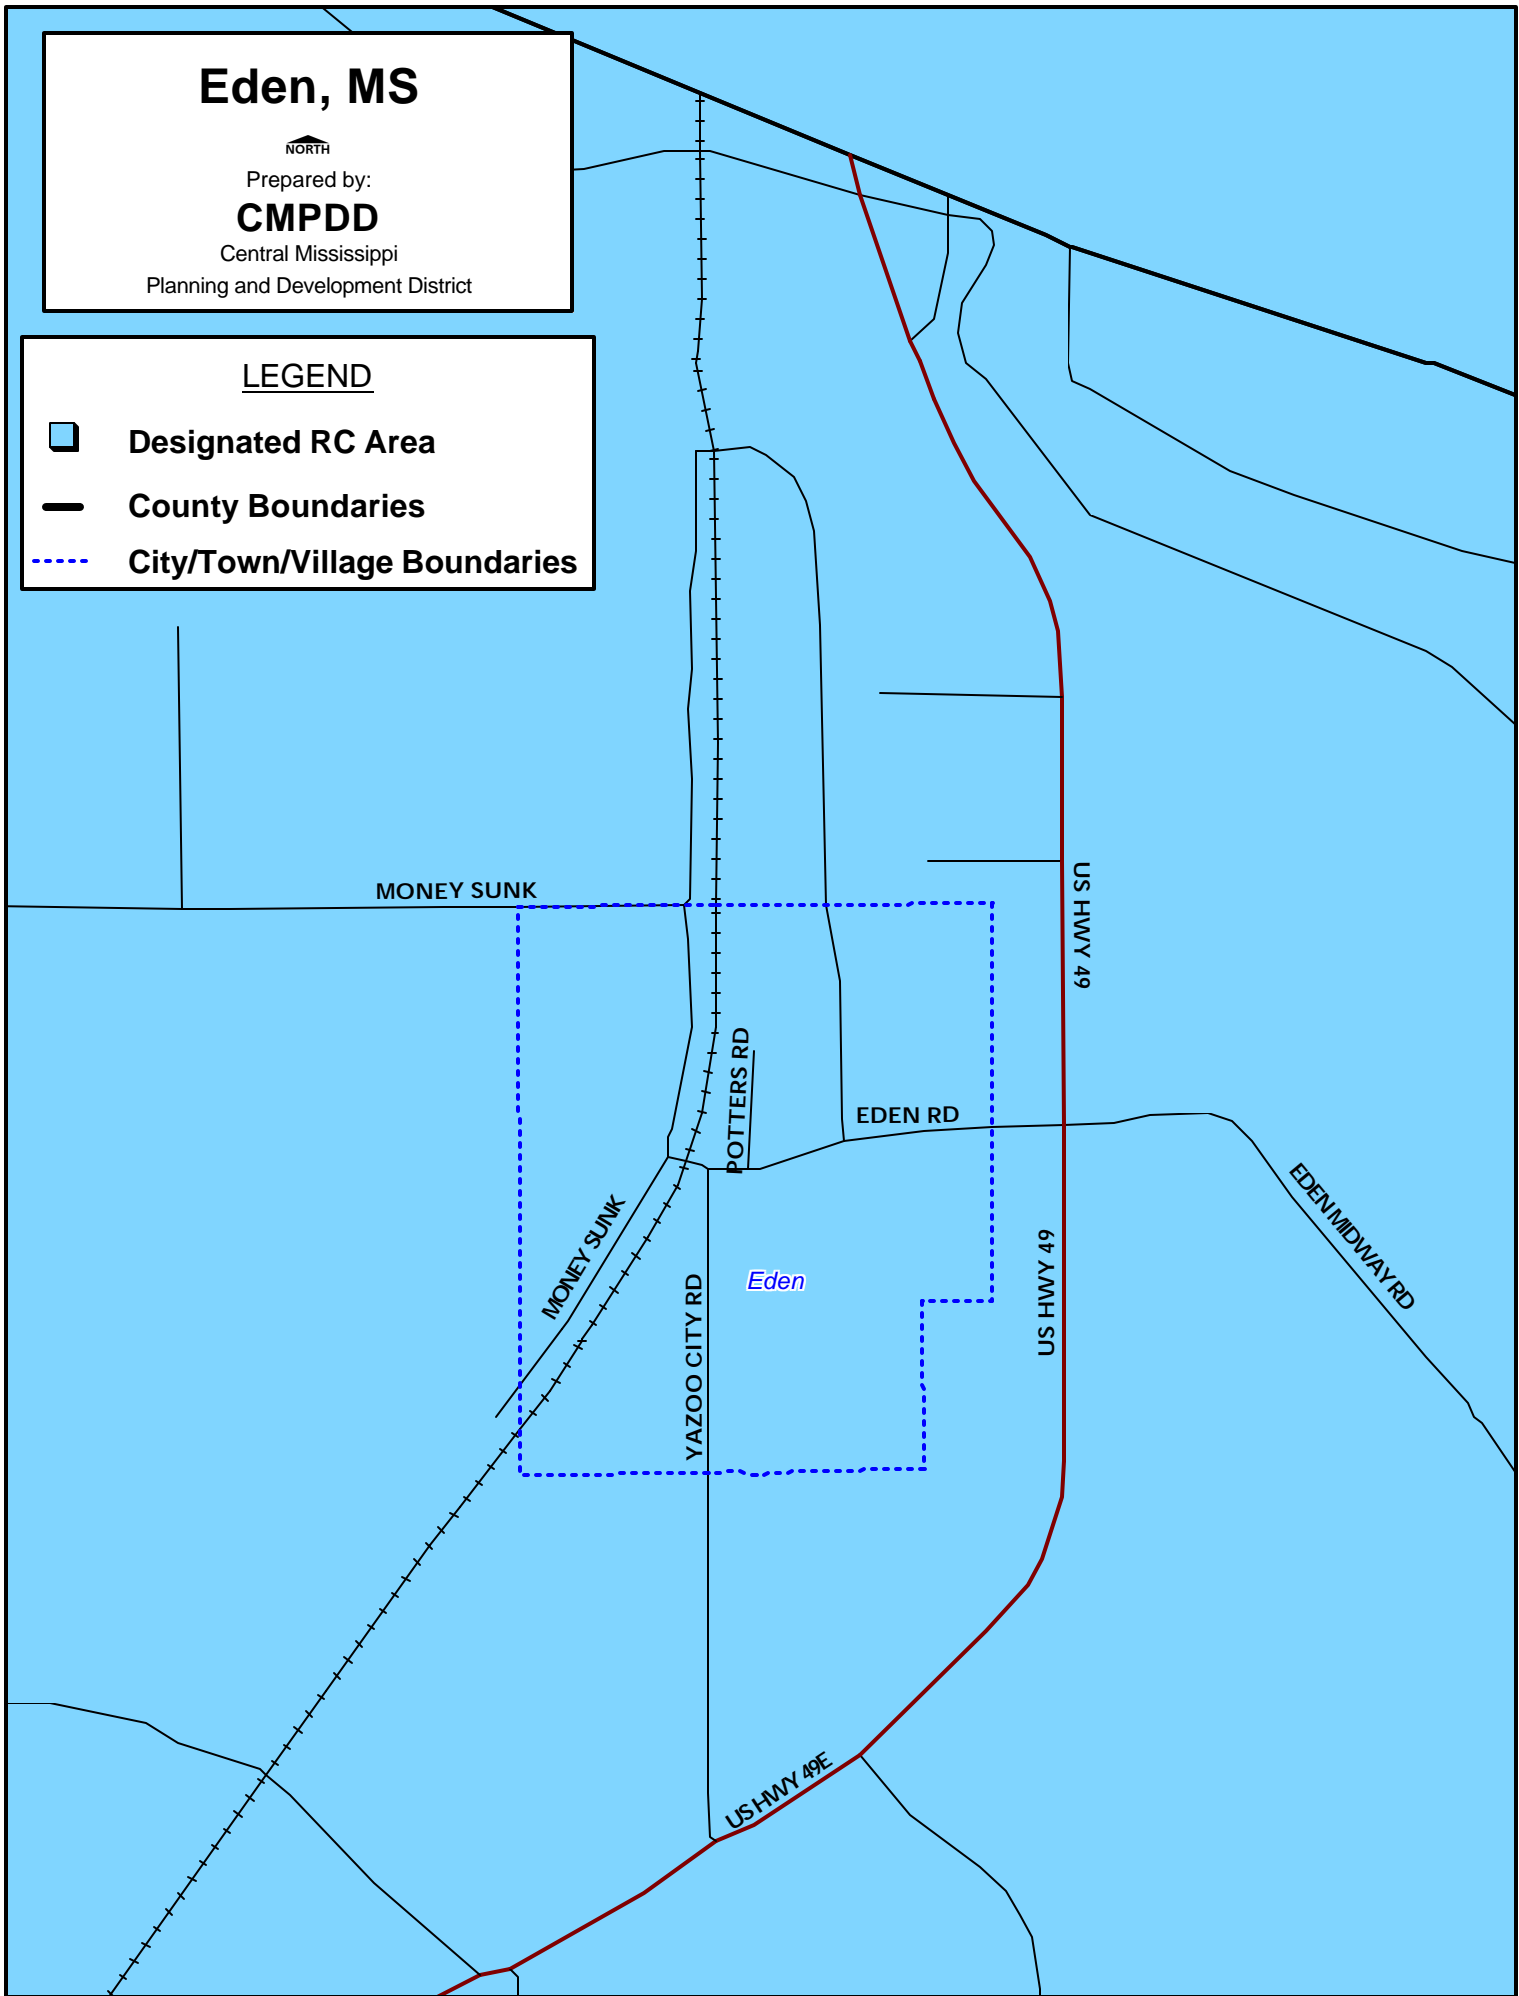 Eden, MS
NORTH
Prepared by:
CMPDD
Central Mississippi
Planning and Development District
LEGEND
Designated RC Area
County Boundaries
City/Town/Village Boundaries
MONEY SUNK
US HWY 49
POTTERS RD
EDEN RD
EDEN MIDWAY RD
MONEY SUNK
US HWY 49
Eden
YAZOO CITY RD
US HWY 49E